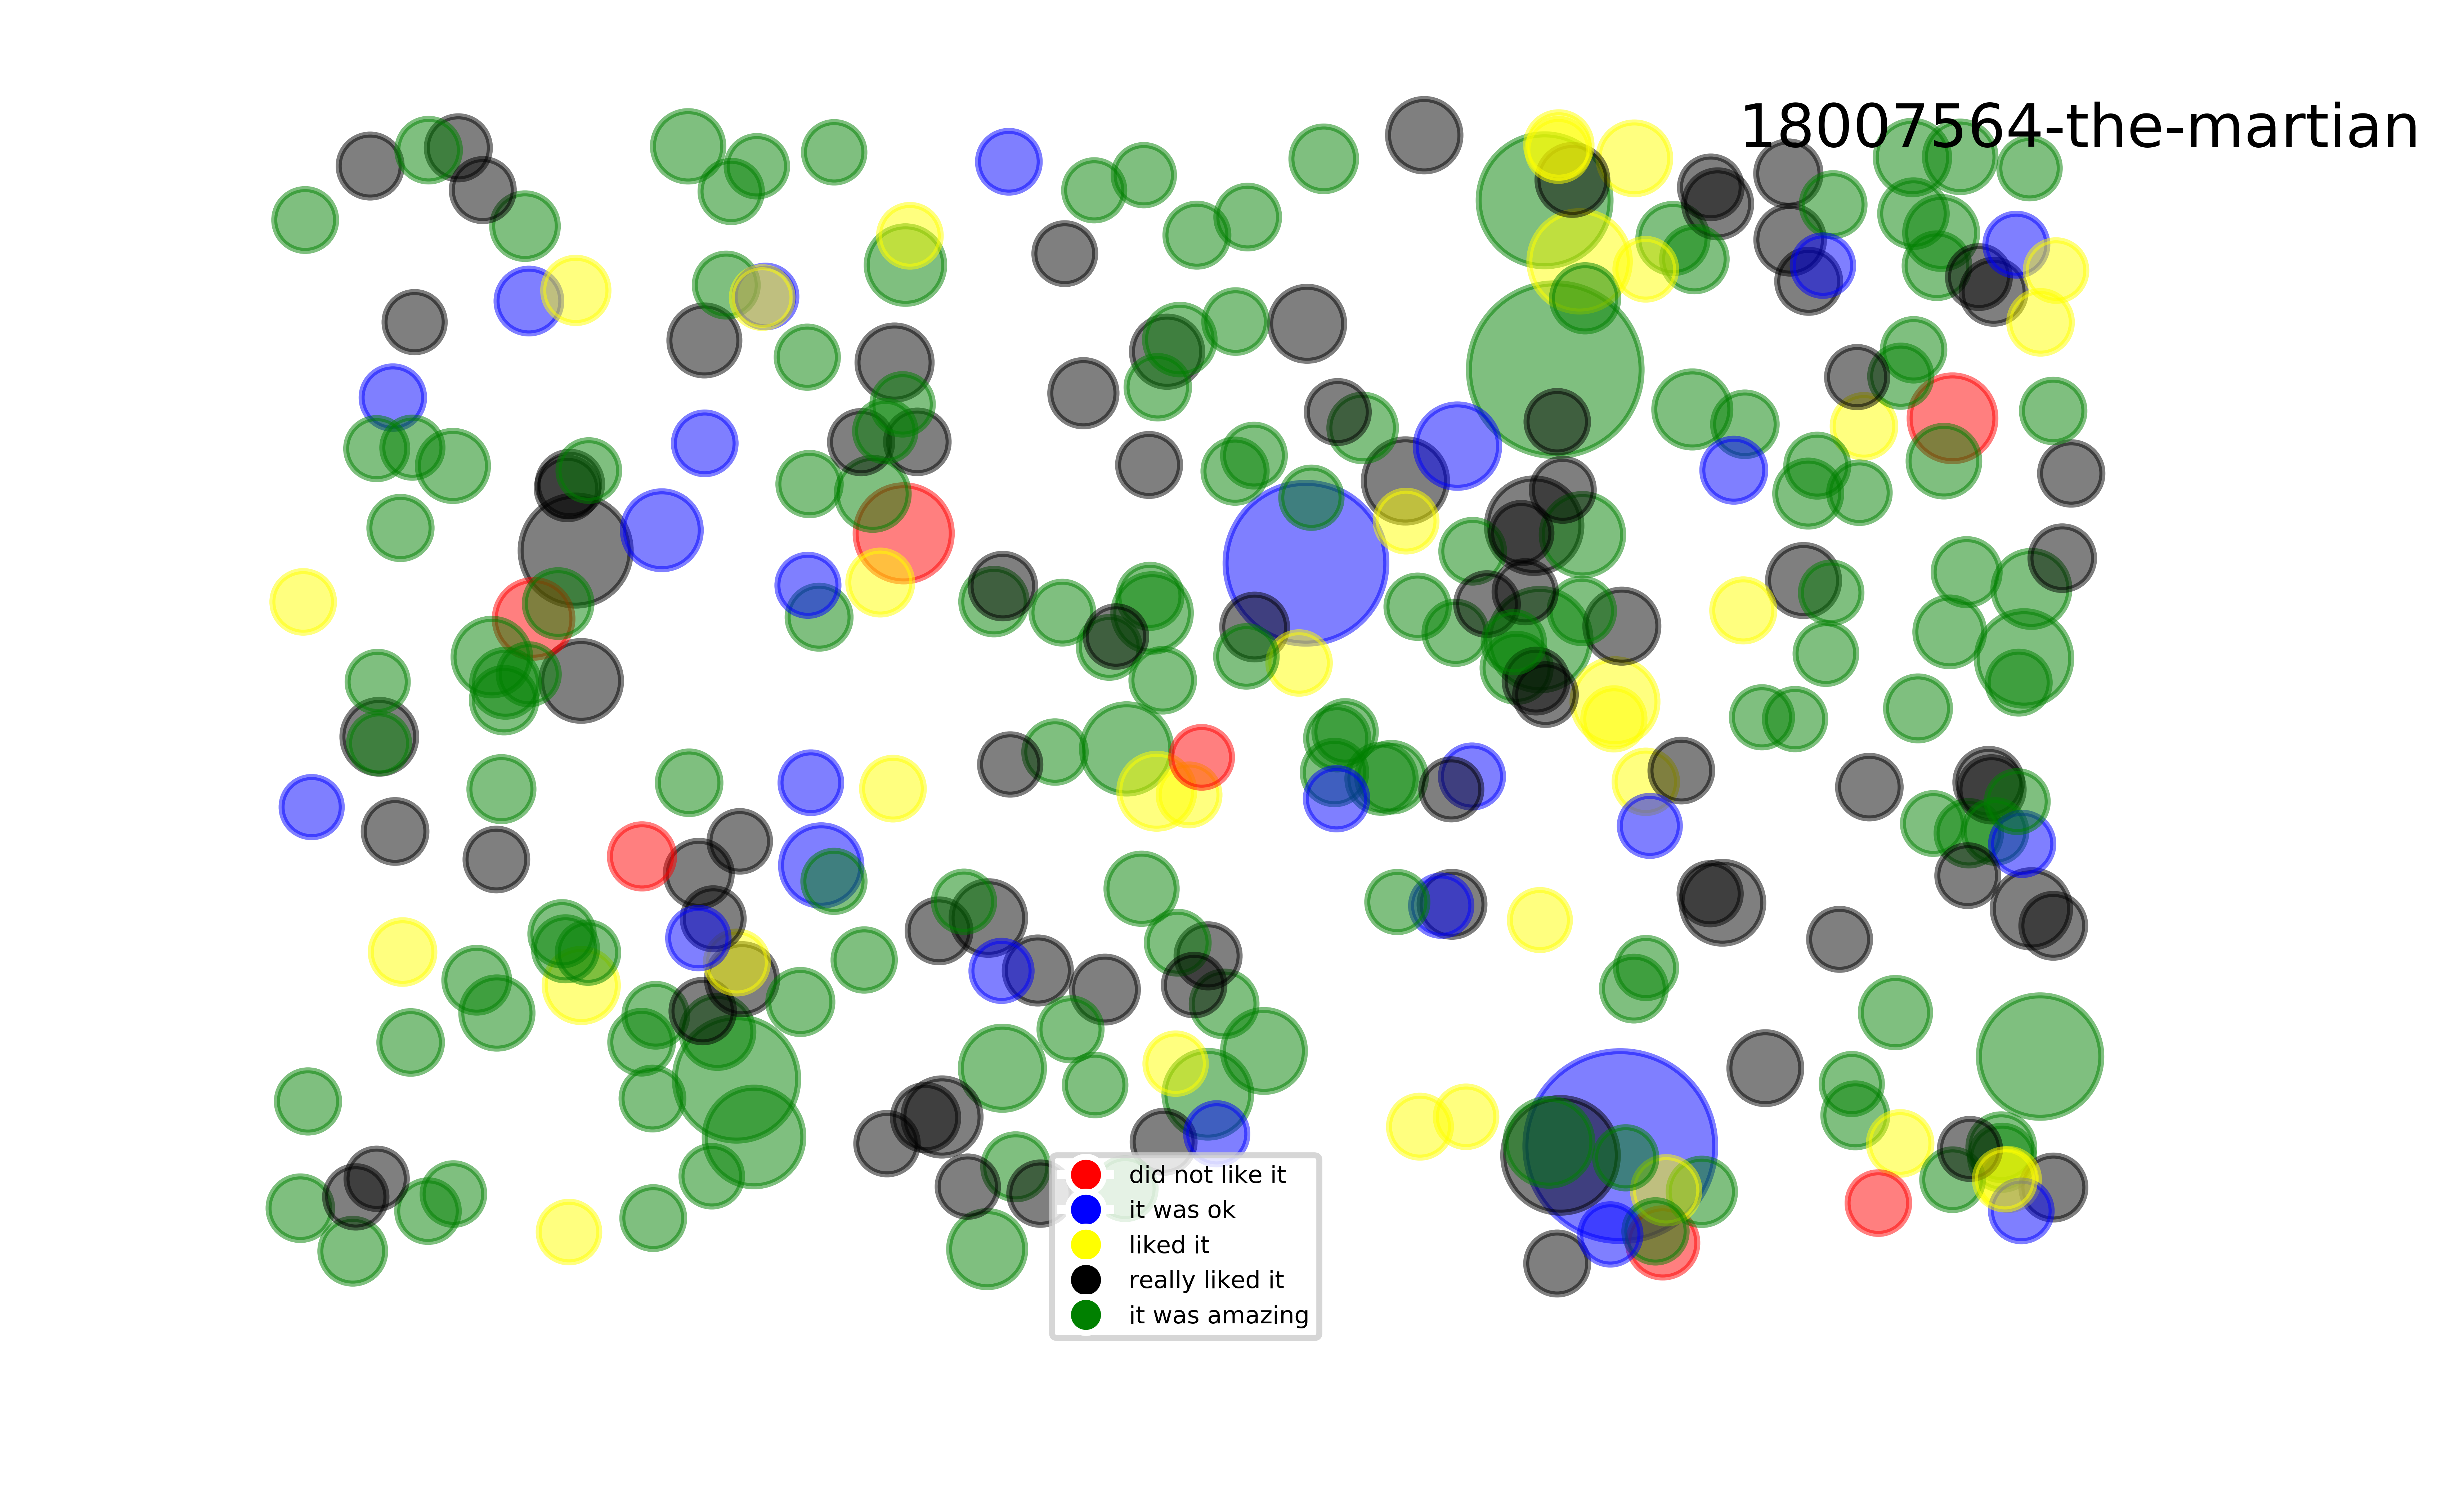 18007564-the-martian
did not like it
it was ok
liked it
really liked it
it was amazing